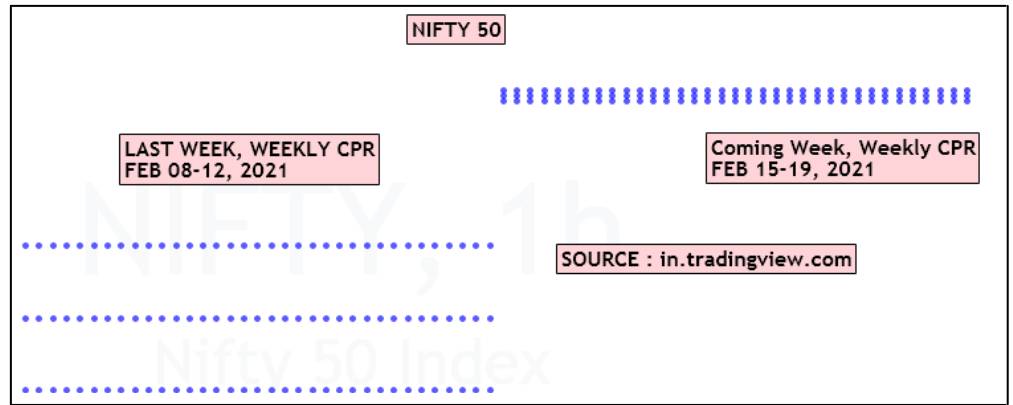 NIFTY 50
LAST WEEK, WEEKLY CPR
FEB 08-12, 2021
Coming Week, Weekly CPR
FEB 15-19, 2021
NIFTY, 1h
SOURCE : in.tradingview.com
Nifty 50 Index